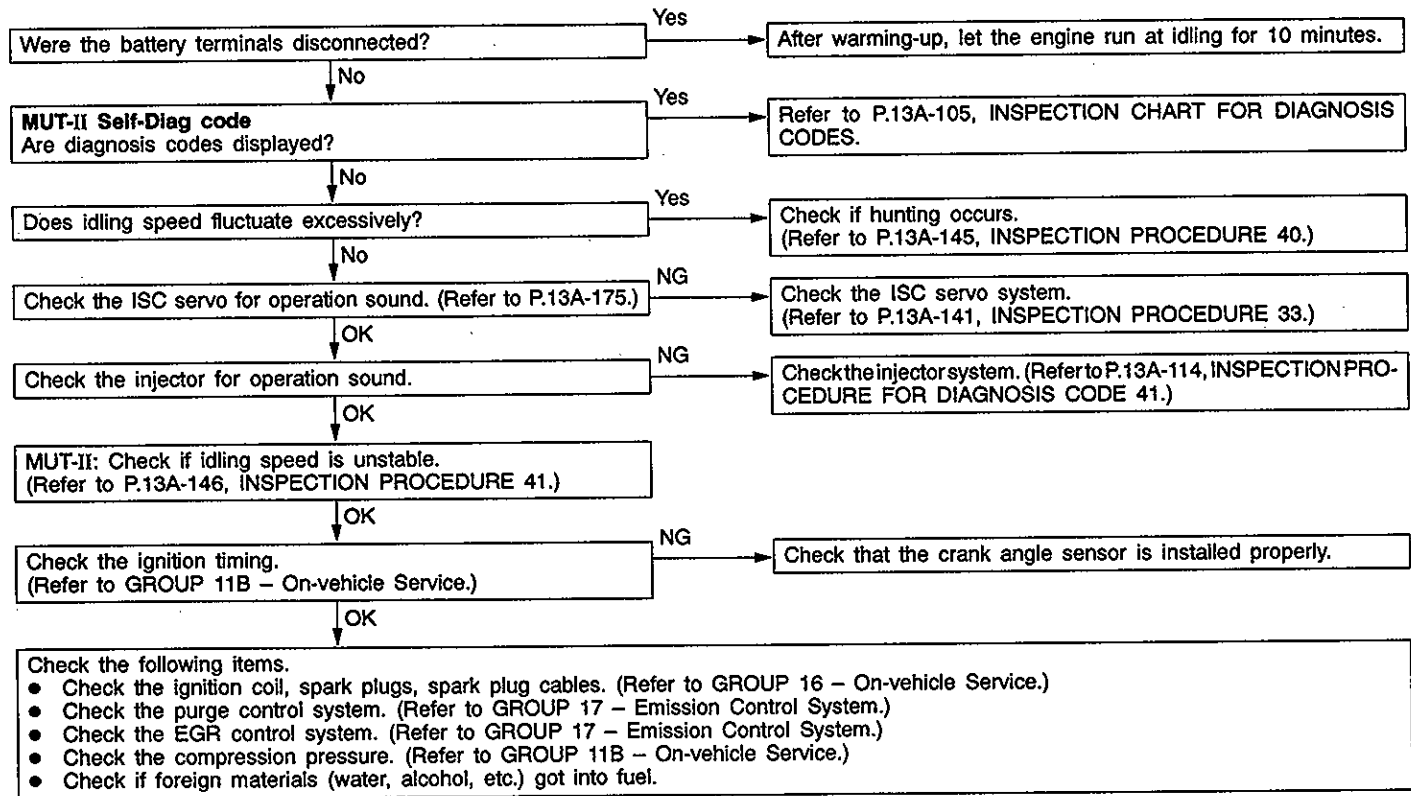 Were the battery terminals disconnected?
Yes
After warming-up, let the engine run at idling for 10 minutes.
No
MUT-II Self-Diag code
Are diagnosis codes displayed?
Yes
Refer to P.13A-105, INSPECTION CHART FOR DIAGNOSIS
CODES.
No
Does idling speed fluctuate excessively?
Yes
Check if hunting occurs.
(Refer to P.13A-145, INSPECTION PROCEDURE 40.)
No
Check the ISC servo for operation sound. (Refer to P.13A-175.)
NG
Check the ISC servo system.
(Refer to P.13A-141, INSPECTION PROCEDURE 33.)
OK
Check the injector for operation sound.
NG
Check the injector system. (Refer to P.13A-114, INSPECTION PRO-
CEDURE FOR DIAGNOSIS CODE 41.)
OK
MUT-II: Check if idling speed is unstable.
(Refer to P.13A-146, INSPECTION PROCEDURE 41.)
OK
Check the ignition timing.
(Refer to GROUP 11B – On-vehicle Service.)
NG
Check that the crank angle sensor is installed properly.
OK
Check the following items.
● Check the ignition coil, spark plugs, spark plug cables. (Refer to GROUP 16 – On-vehicle Service.)
● Check the purge control system. (Refer to GROUP 17 – Emission Control System.)
● Check the EGR control system. (Refer to GROUP 17 – Emission Control System.)
● Check the compression pressure. (Refer to GROUP 11B – On-vehicle Service.)
● Check if foreign materials (water, alcohol, etc.) got into fuel.